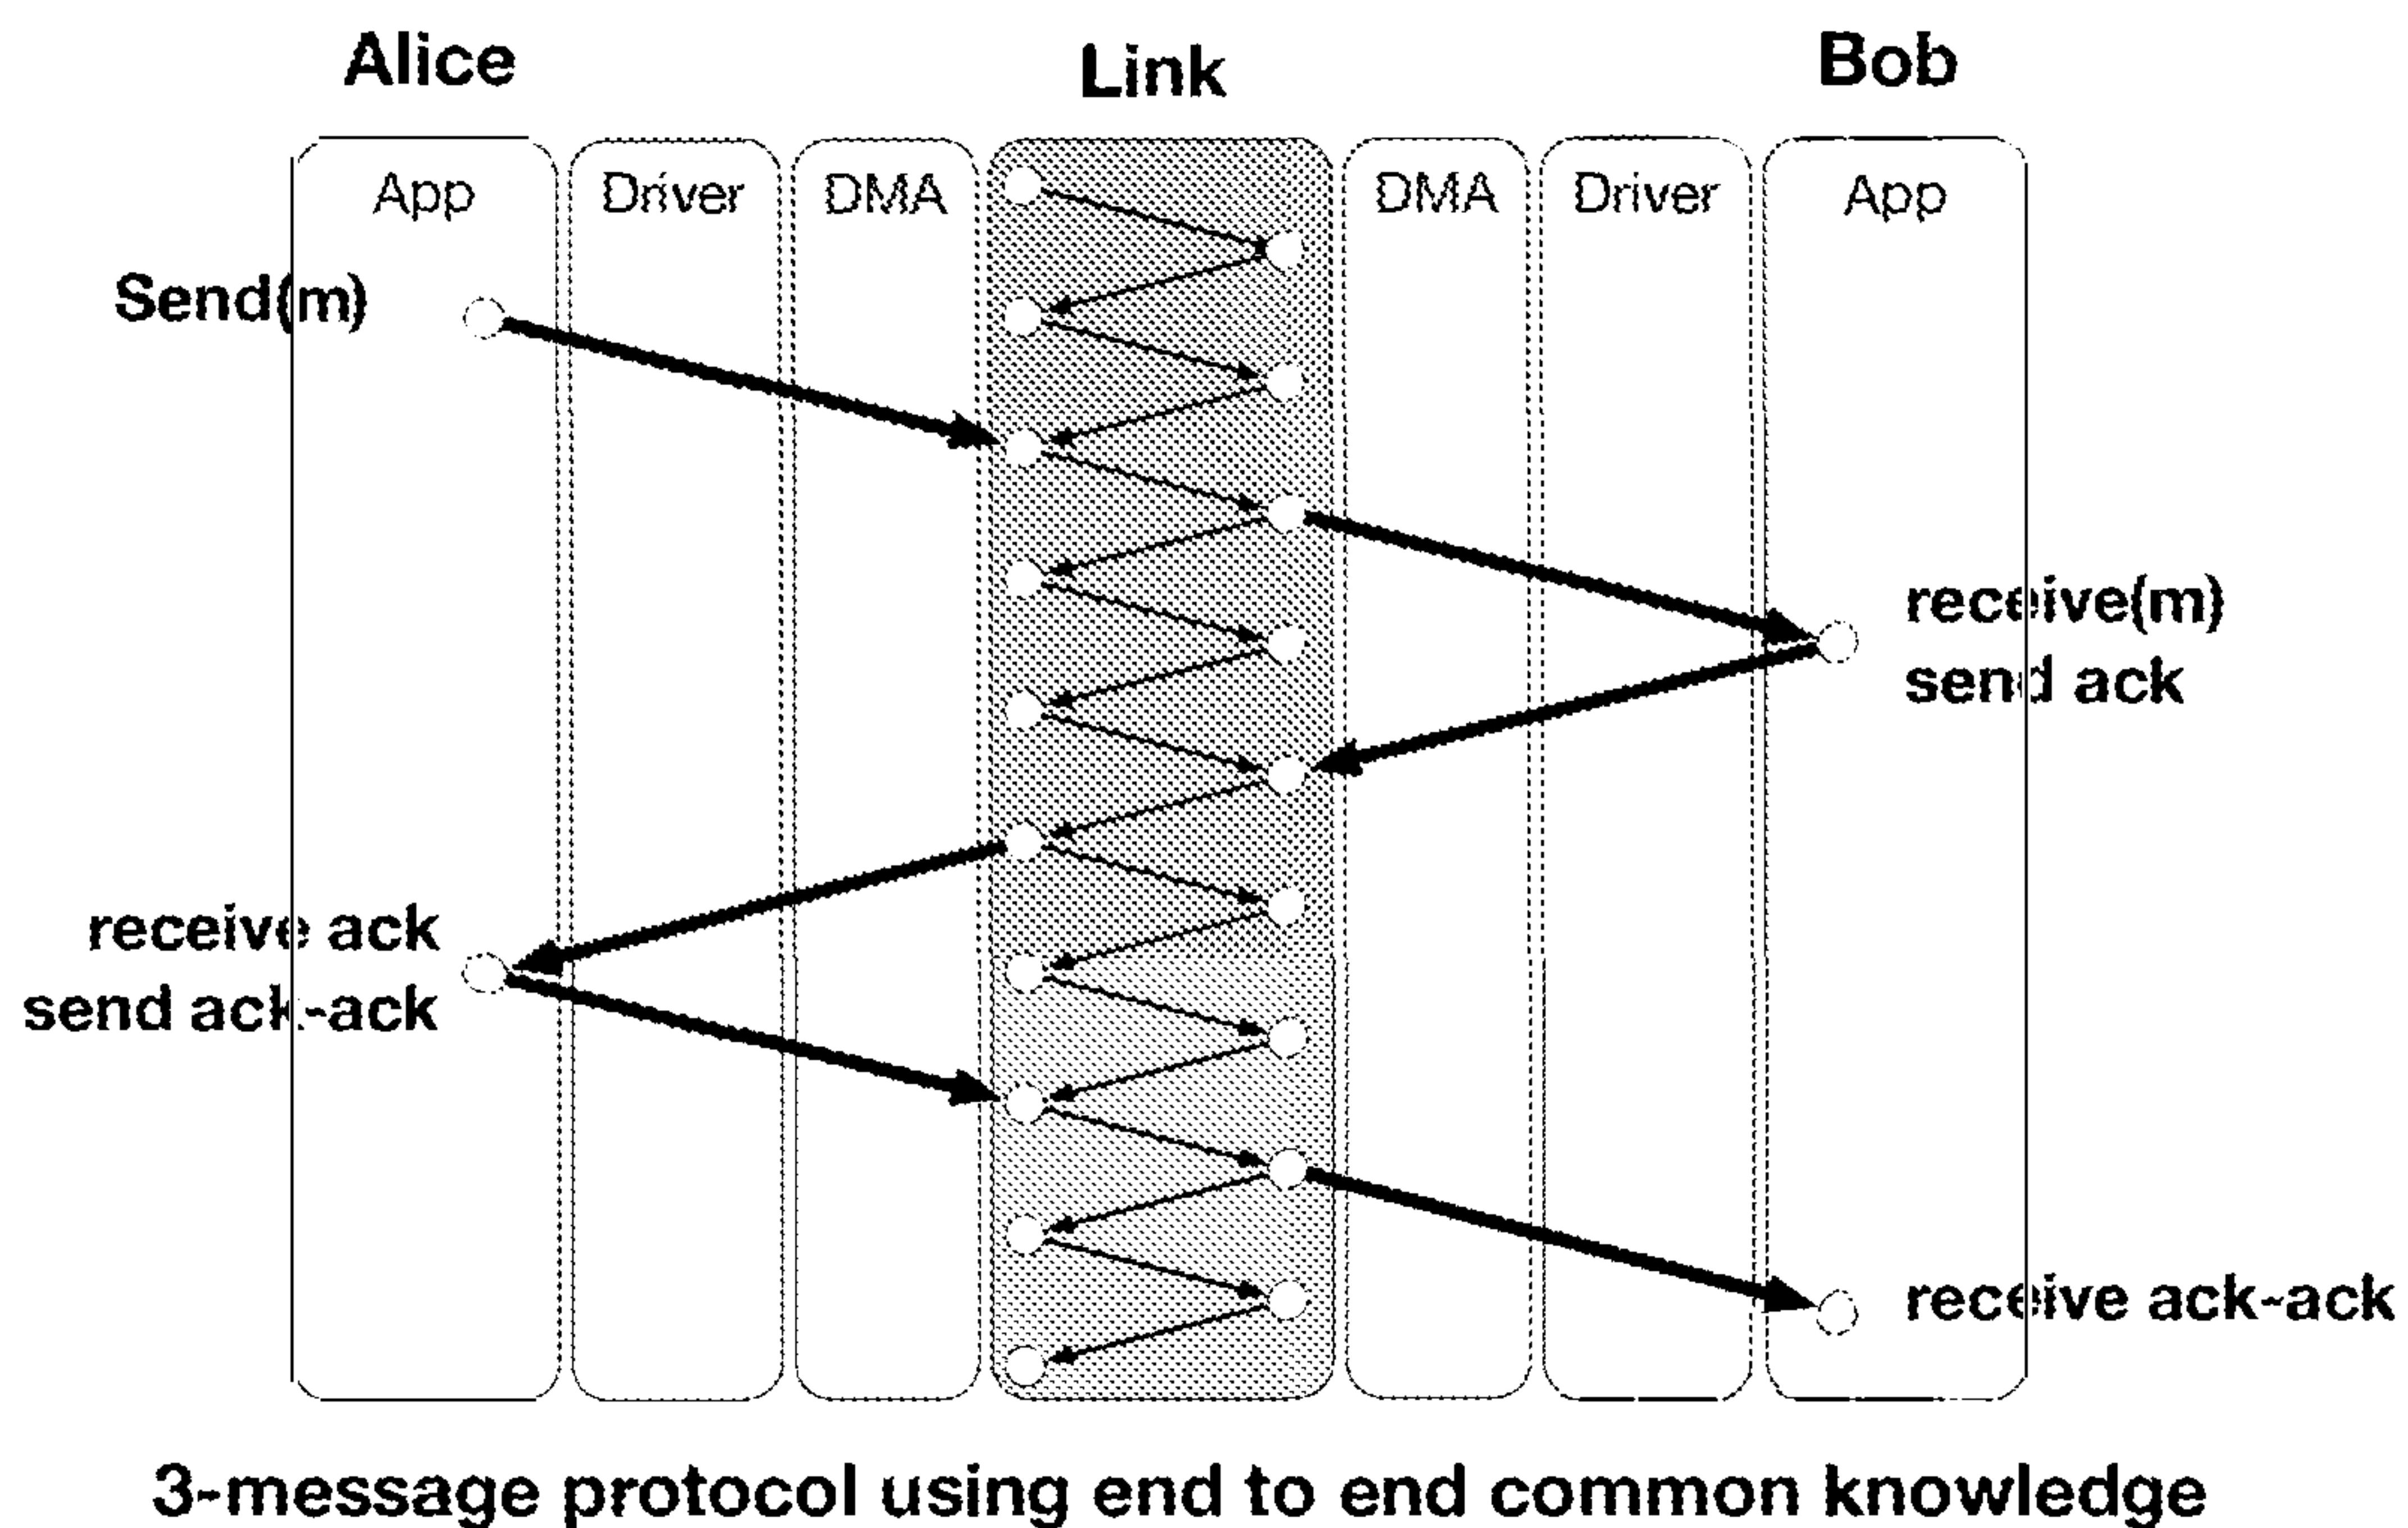 Alice
Link
Bob
App
Driver
DMA
DMA
Driver
App
Send(m)
receive(m)
send ack
receive ack
send ack-ack
receive ack-ack
3-message protocol using end to end common knowledge